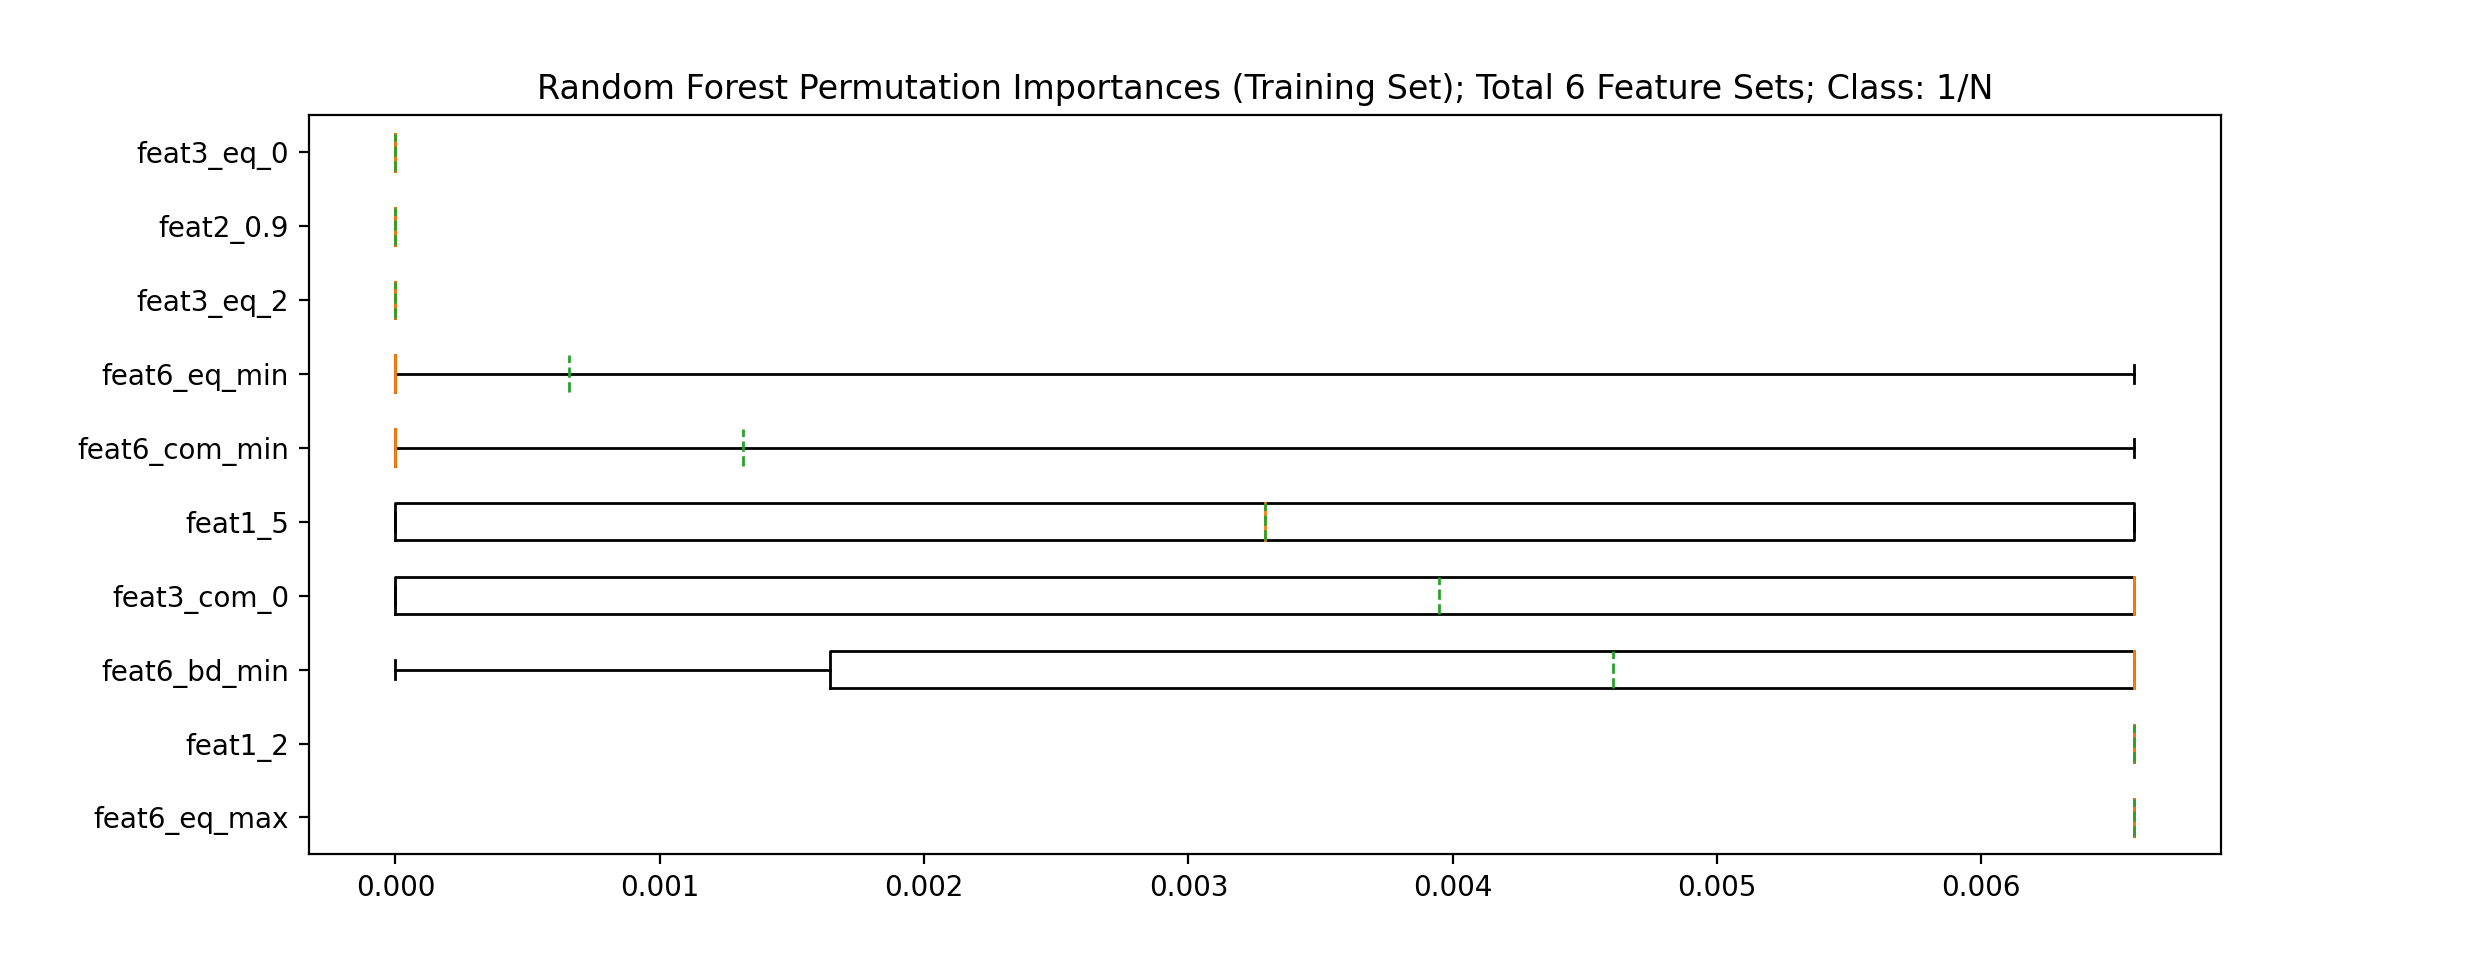 Random Forest Permutation Importances (Training Set); Total 6 Feature Sets; Class: 1/N
feat3_eq_0
feat2_0.9
feat3_eq_2
feat6_eq_min
feat6_com_min
feat1_5
feat3_com_0
feat6_bd_min
feat1_2
feat6_eq_max
0.000 0.001 0.002 0.003 0.004 0.005 0.006